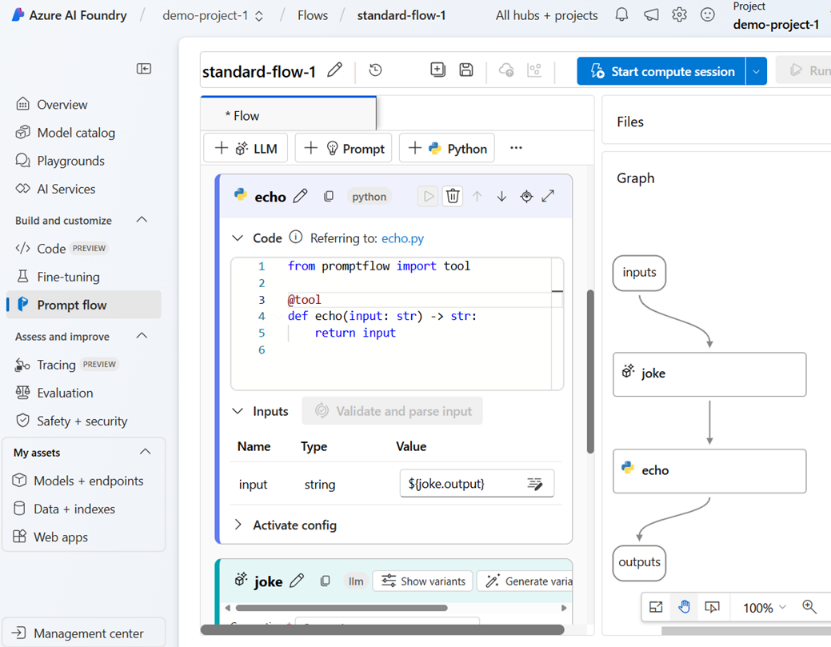 Azure AI Foundry / demo-project-1 / Flows / standard-flow-1 All hubs + projects
Project
demo-project-1
Overview
Model catalog
Playgrounds
AI Services
Build and customize
Code PREVIEW
Fine-tuning
Prompt flow
Assess and improve
Tracing PREVIEW
Evaluation
Safety + security
My assets
Models + endpoints
Data + indexes
Web apps
Management center
standard-flow-1
Start compute session
Run
* Flow
+ LLM + Prompt + Python ...
echo python
Code Referring to: echo.py
1 from promptflow import tool
2
3 @tool
4 def echo(input: str) -> str:
5 return input
6
Inputs Validate and parse input
Name Type Value
input string ${joke.output}
Activate config
joke llm Show variants Generate varia
Files
Graph
inputs
joke
echo
outputs
100%